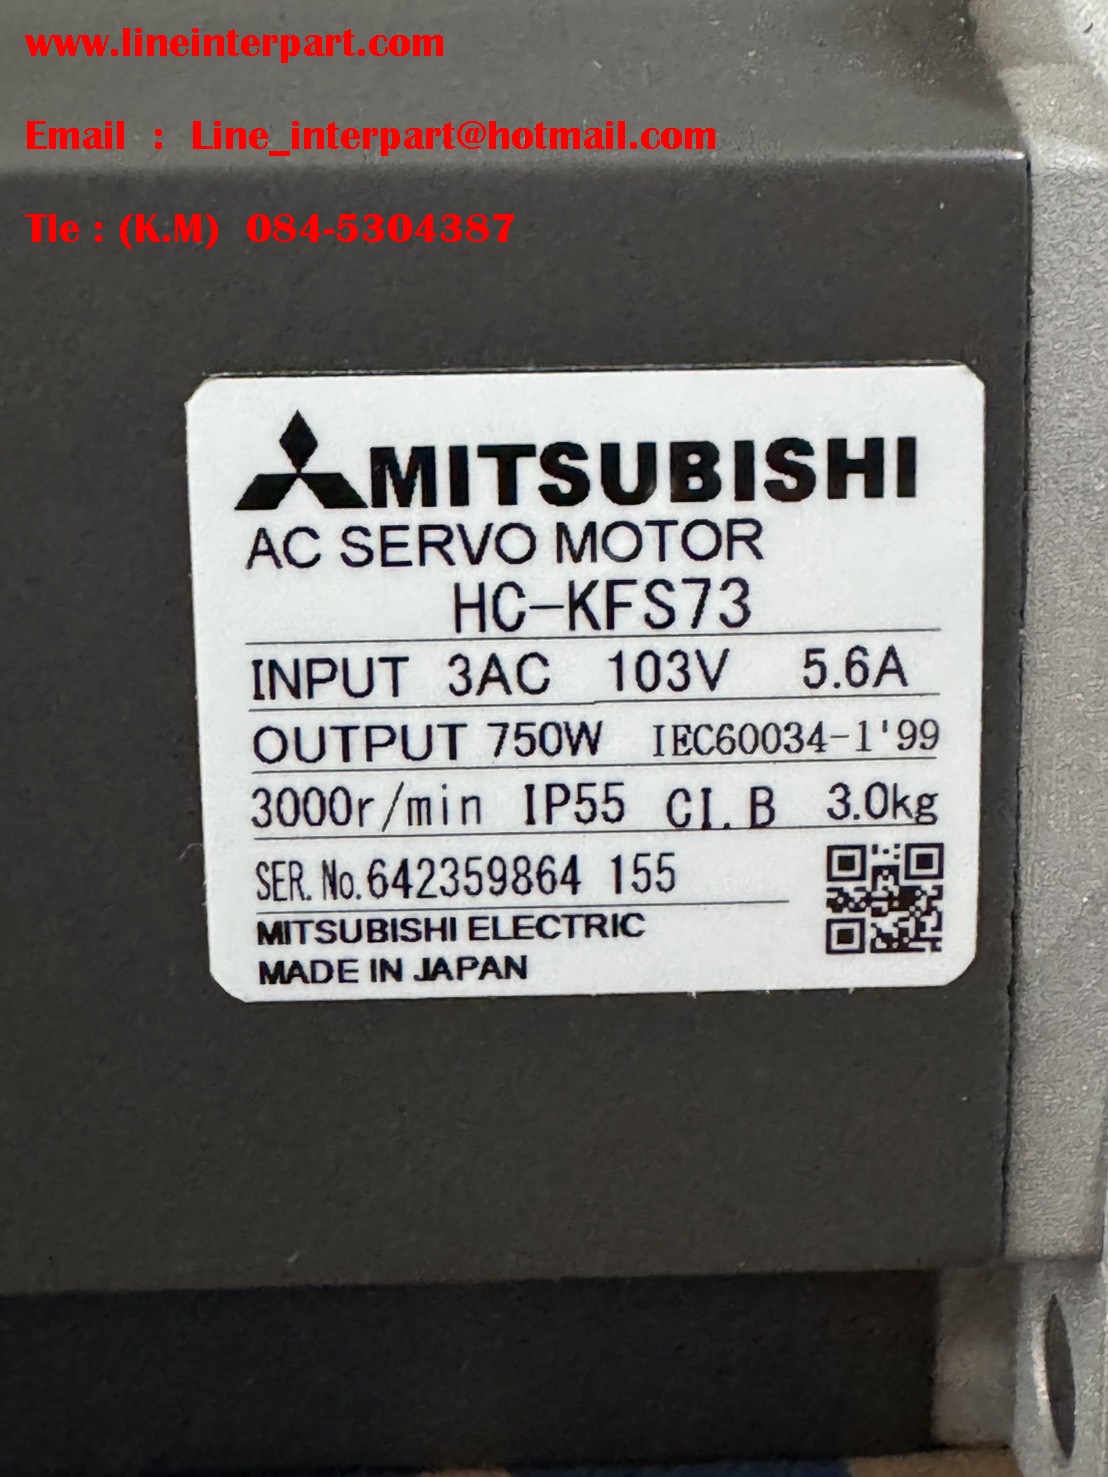 www.lineinterpart.com
Email : Line_interpart@hotmail.com
Tle : (K.M) 084-5304387
MITSUBISHI
AC SERVO MOTOR
HC-KFS73
INPUT 3AC 103V 5.6A
OUTPUT 750W IEC60034-1'99
3000r/min IP55 CI.B 3.0kg
SER.No.642359864 155
MITSUBISHI ELECTRIC
MADE IN JAPAN